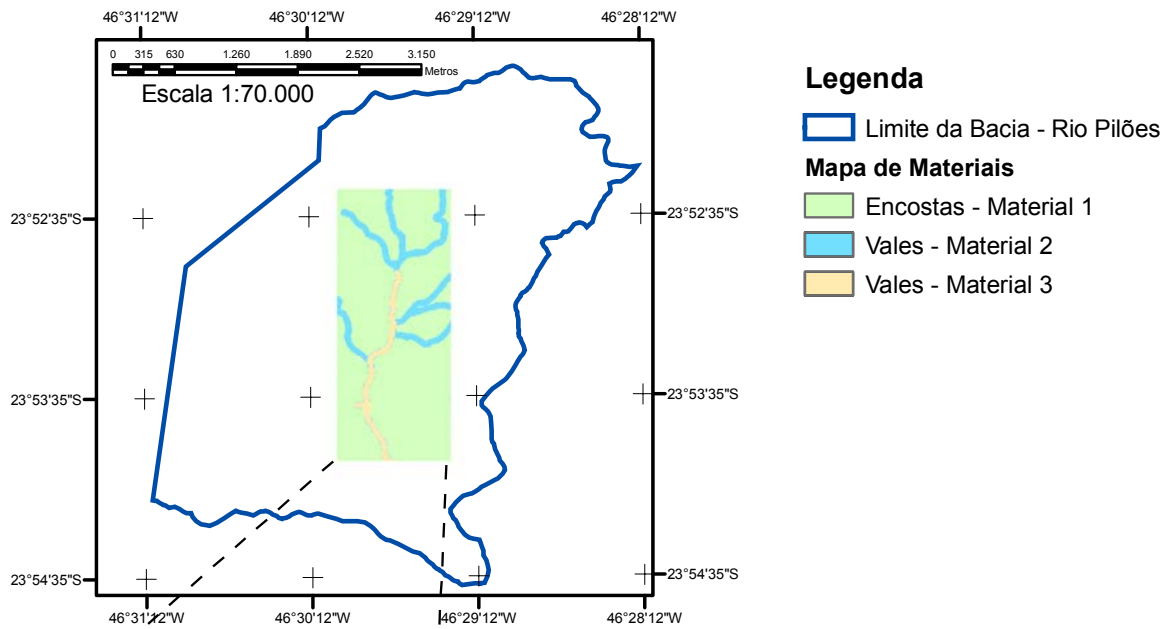 46°31'12"W 46°30'12"W 46°29'12"W 46°28'12"W
0 315 630 1.260 1.890 2.520 3.150
Metros
Escala 1:70.000
23°52'35"S 23°52'35"S
23°53'35"S 23°53'35"S
23°54'35"S 23°54'35"S
46°31'12"W 46°30'12"W 46°29'12"W 46°28'12"W
Legenda
Limite da Bacia - Rio Pilões
Mapa de Materiais
Encostas - Material 1
Vales - Material 2
Vales - Material 3